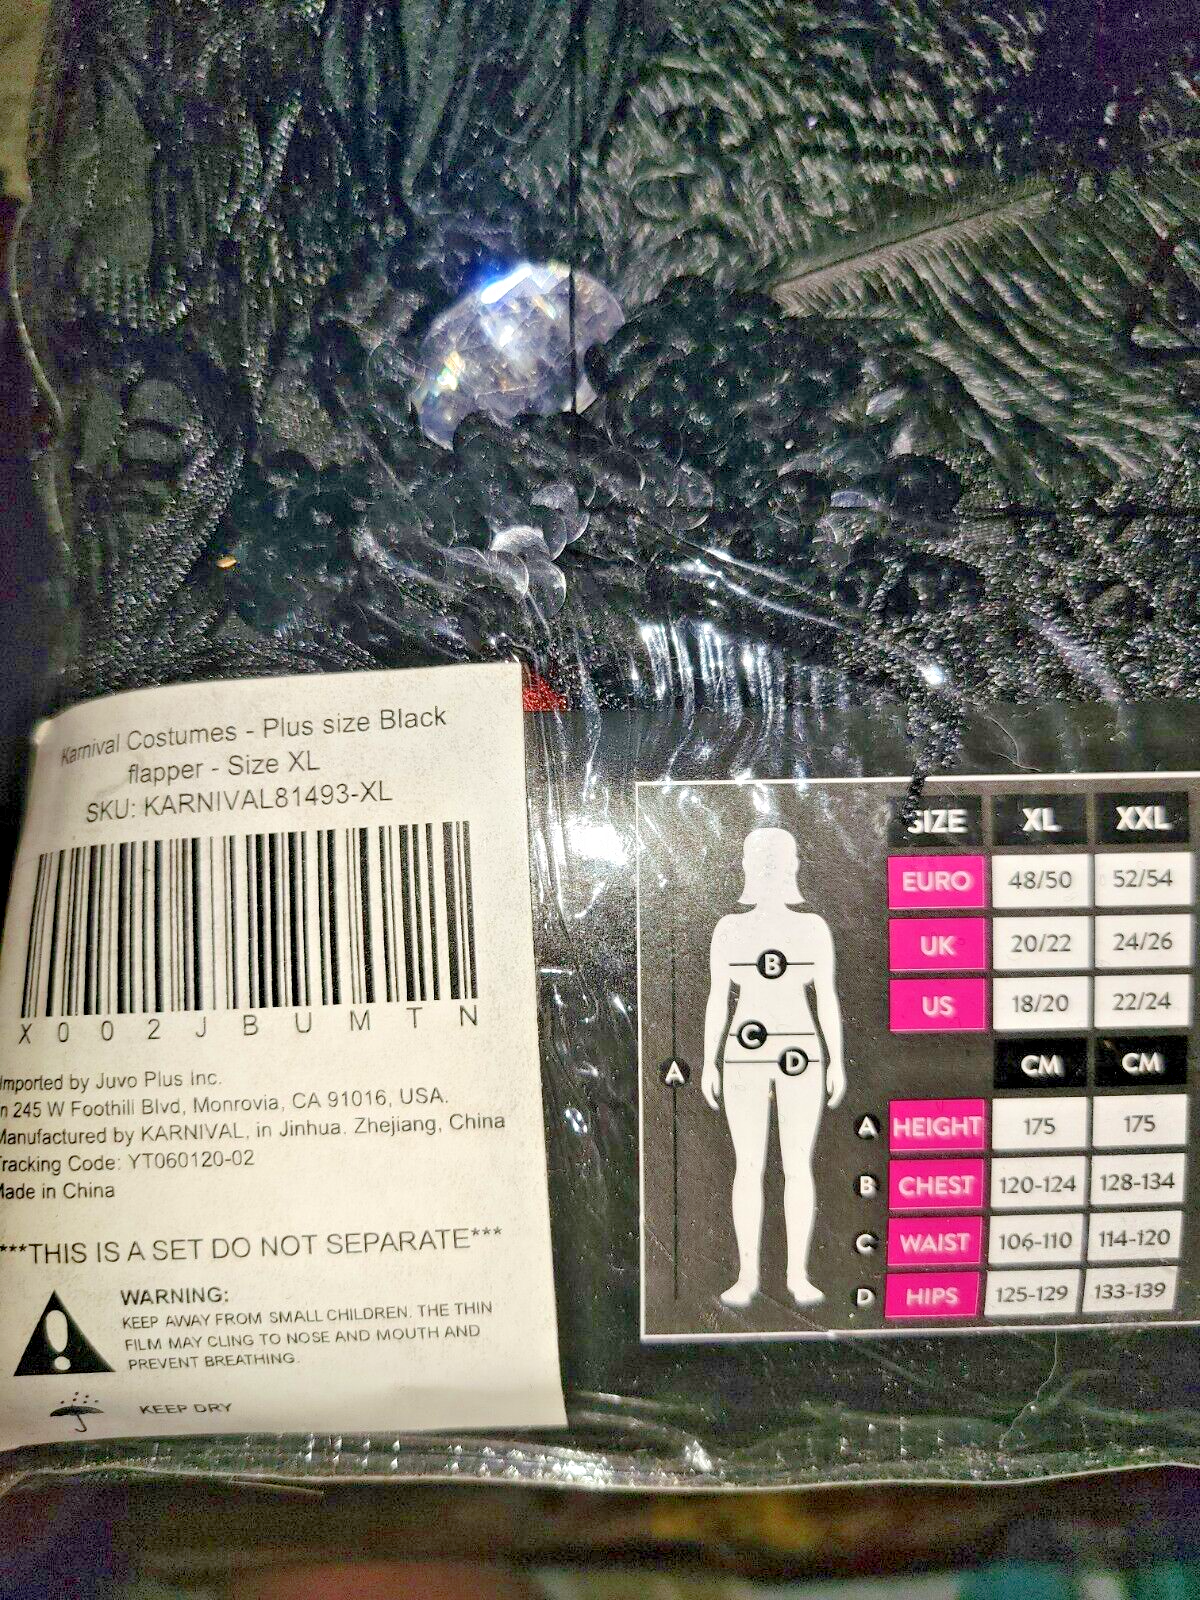 Karnival Costumes - Plus size Black
flapper - Size XL
SKU: KARNIVAL81493-XL
X002JBUMTN
Imported by Juvo Plus Inc.
in 245 W Foothill Blvd, Monrovia, CA 91016, USA.
Manufactured by KARNIVAL, in Jinhua. Zhejiang, China
Tracking Code: YT060120-02
Made in China
***THIS IS A SET DO NOT SEPARATE***
WARNING:
KEEP AWAY FROM SMALL CHILDREN. THE THIN
FILM MAY CLING TO NOSE AND MOUTH AND
PREVENT BREATHING.
KEEP DRY
A
B
C
D
SIZE XL XXL
EURO 48/50 52/54
UK 20/22 24/26
US 18/20 22/24
CM CM
A HEIGHT 175 175
B CHEST 120-124 128-134
C WAIST 106-110 114-120
D HIPS 125-129 133-139